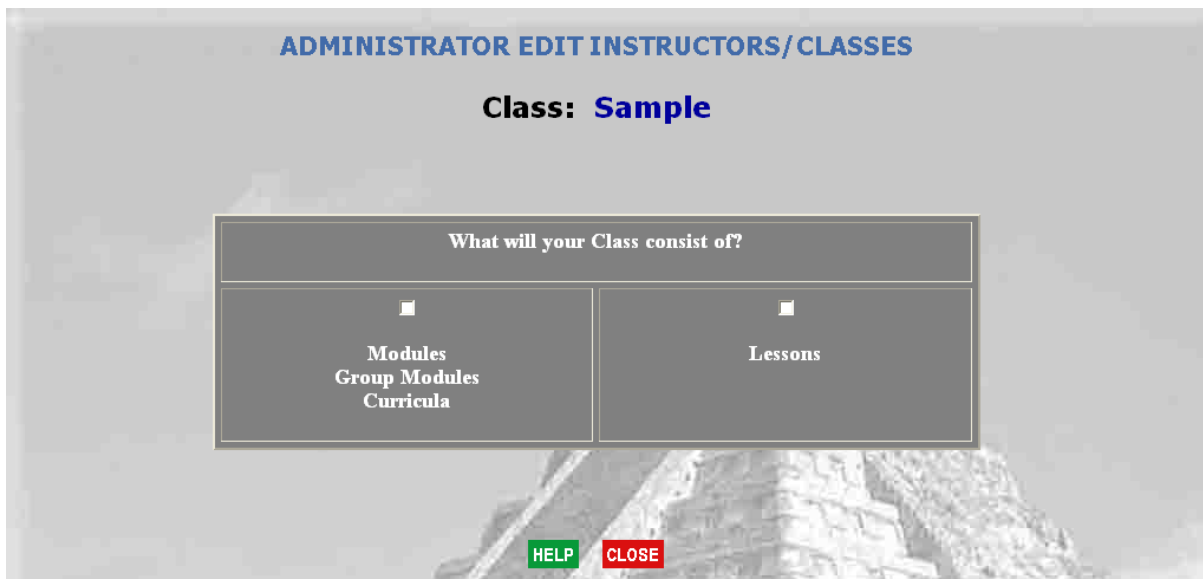 ADMINISTRATOR EDIT INSTRUCTORS/CLASSES
Class: Sample
What will your Class consist of?
Modules
Group Modules
Curricula
Lessons
HELP CLOSE